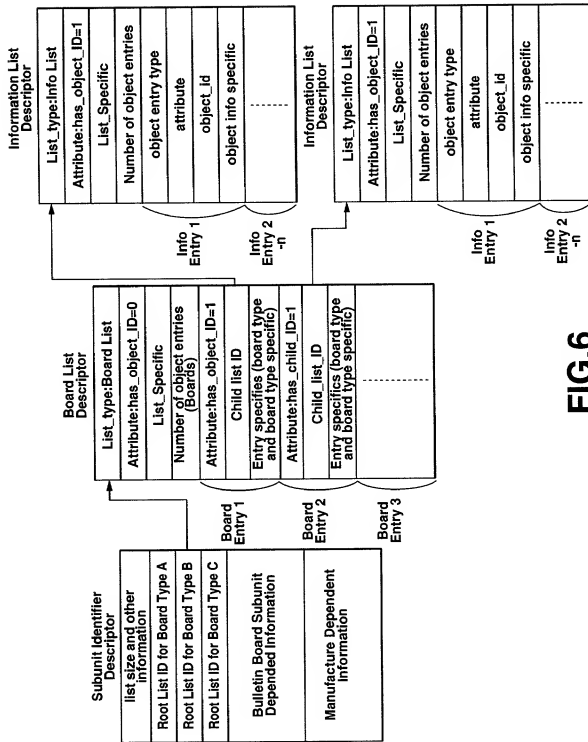 Subunit Identifier
Descriptor
list size and other
information
Root List ID for Board Type A
Root List ID for Board Type B
Root List ID for Board Type C
Bulletin Board Subunit
Depended Information
Manufacture Dependent
Information
Board List
Descriptor
List_type:Board List
Attribute:has_object_ID=0
List_Specific
Number of object entries
(Boards)
Attribute:has_object_ID=1
Child list ID
Entry specifies (board type
and board type specific)
Attribute:has_child_ID=1
Child_list_ID
Entry specifics (board type
and board type specific)
Board
Entry 1
Board
Entry 2
Board
Entry 3
Information List
Descriptor
List_type:Info List
Attribute:has_object_ID=1
List_Specific
Number of object entries
object entry type
attribute
object_id
object info specific
Info
Entry 1
Info
Entry 2
-n
Information List
Descriptor
List_type:Info List
Attribute:has_object_ID=1
List_Specific
Number of object entries
object entry type
attribute
object_id
object info specific
Info
Entry 1
Info
Entry 2
-n
FIG.6